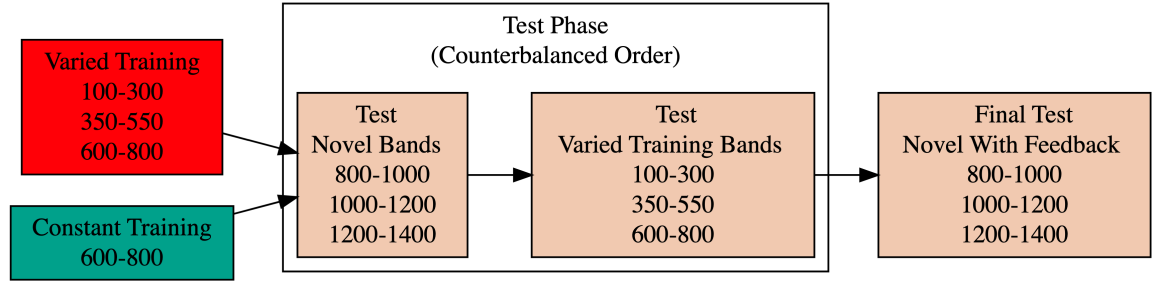 Varied Training
100-300
350-550
600-800
Constant Training
600-800
Test Phase
(Counterbalanced Order)
Test
Novel Bands
800-1000
1000-1200
1200-1400
Test
Varied Training Bands
100-300
350-550
600-800
Final Test
Novel With Feedback
800-1000
1000-1200
1200-1400